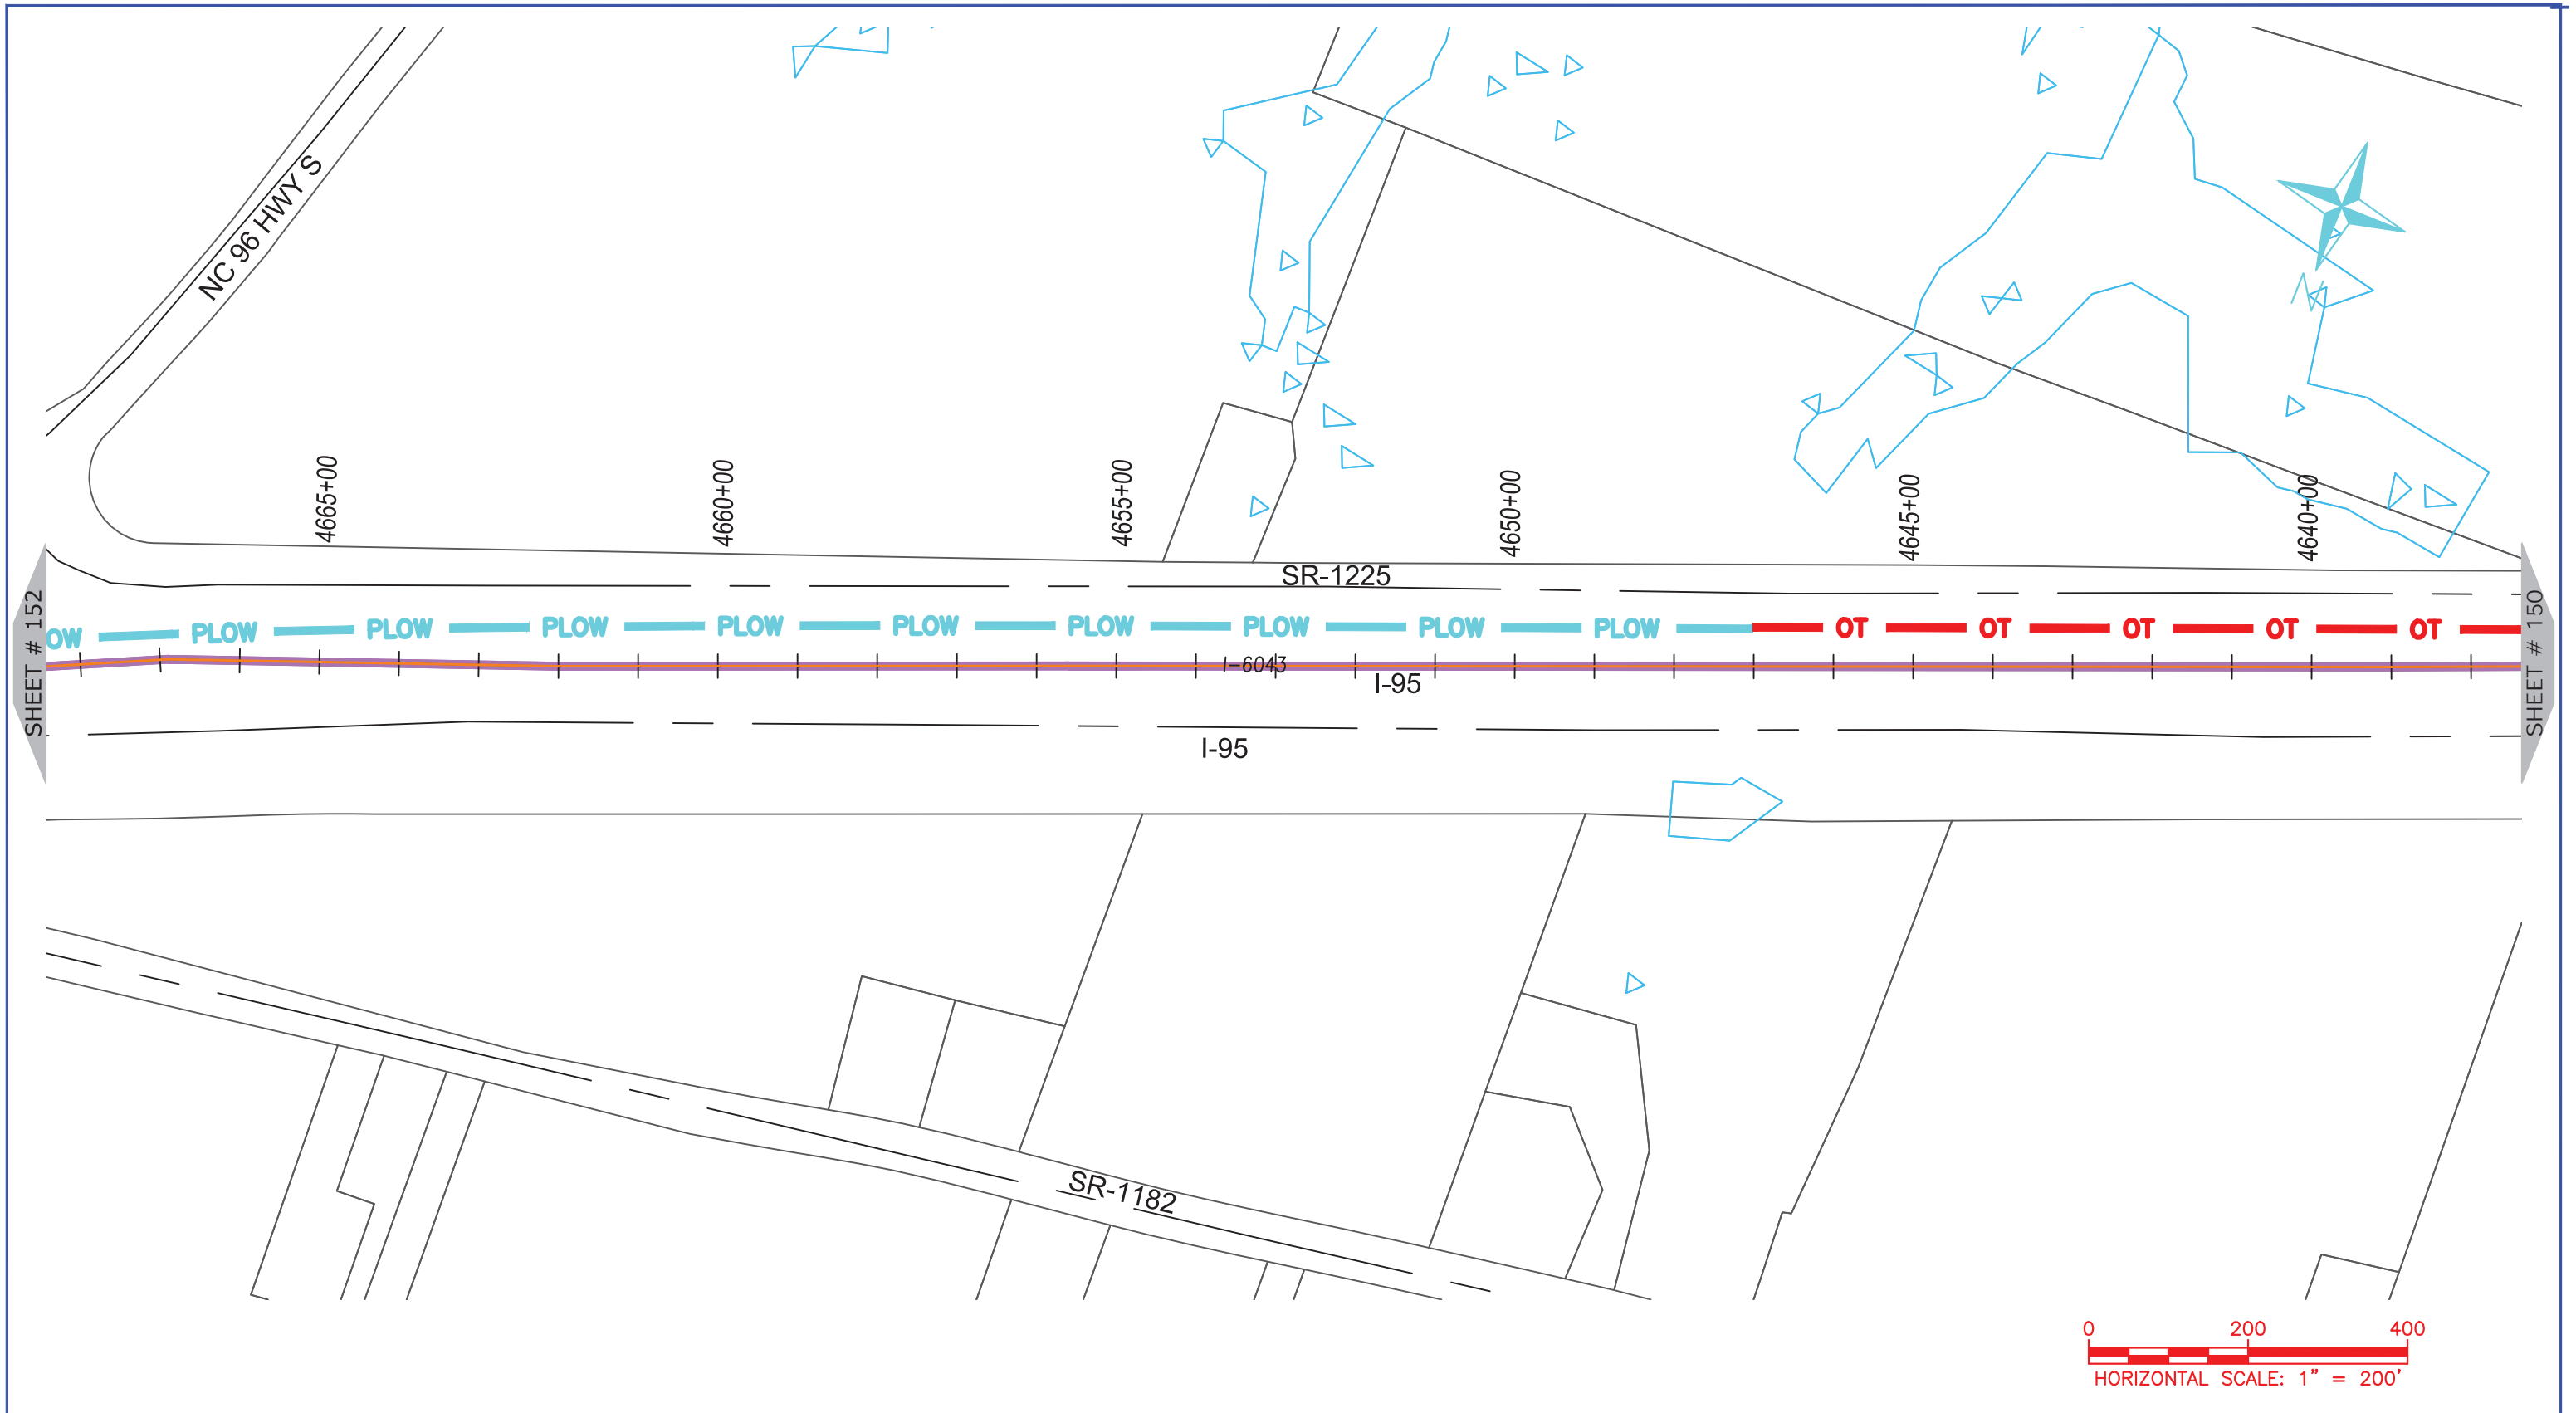 NC 96 HWY S
N
4665+00
4660+00
4655+00
4650+00
4645+00
4640+00
SR-1225
SHEET # 152
OW PLOW PLOW PLOW PLOW PLOW PLOW PLOW PLOW PLOW OT OT OT OT OT
SHEET # 150
I-6043
I-95
I-95
SR-1182
0 200 400
HORIZONTAL SCALE: 1" = 200'